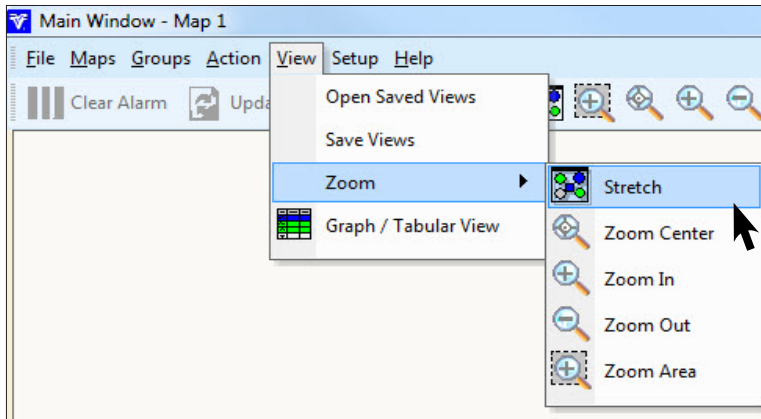 Main Window - Map 1
File Maps Groups Action View Setup Help
Clear Alarm
Open Saved Views
Save Views
Zoom
Graph / Tabular View
Stretch
Zoom Center
Zoom In
Zoom Out
Zoom Area